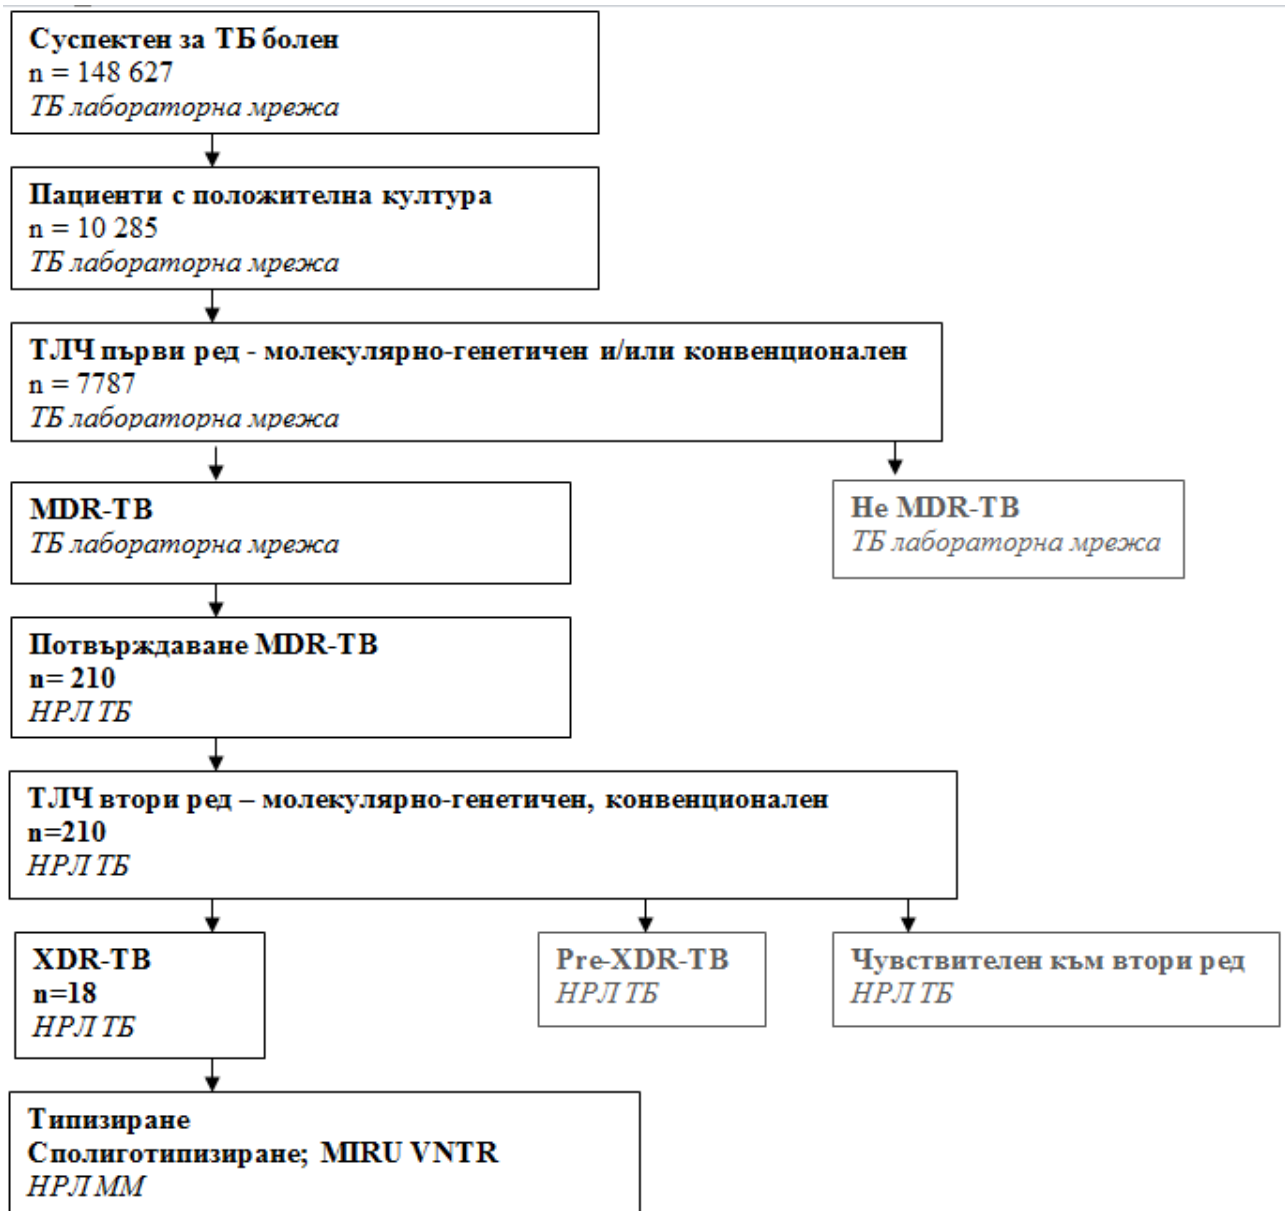 Суспектен за ТБ болен
n = 148 627
ТБ лабораторна мрежа
Пациенти с положителна култура
n = 10 285
ТБ лабораторна мрежа
ТЛЧ първи ред - молекулярно-генетичен и/или конвенционален
n = 7787
ТБ лабораторна мрежа
MDR-TB
ТБ лабораторна мрежа
Не MDR-TB
ТБ лабораторна мрежа
Потвърждаване MDR-TB
n= 210
НРЛ ТБ
ТЛЧ втори ред – молекулярно-генетичен, конвенционален
n=210
НРЛ ТБ
XDR-TB
n=18
НРЛ ТБ
Pre-XDR-TB
НРЛ ТБ
Чувствителен към втори ред
НРЛ ТБ
Типизиране
Сполиготипизиране; MIRU VNTR
НРЛ ММ